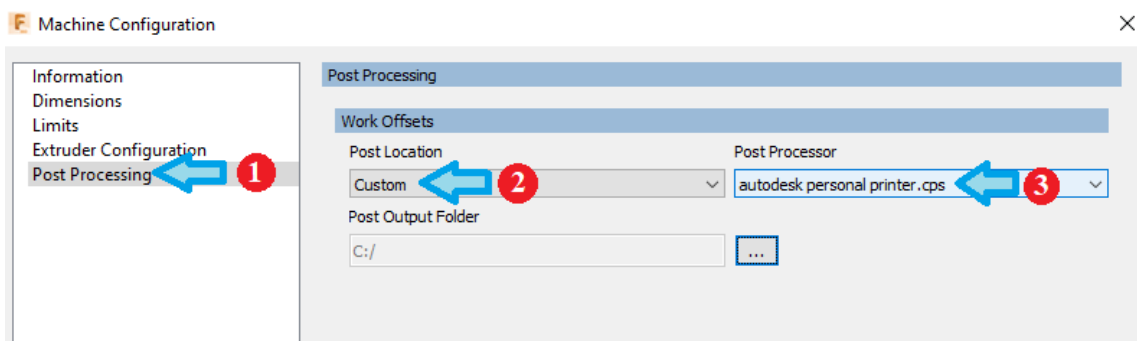 F Machine Configuration
Information
Dimensions
Limits
Extruder Configuration
Post Processing
1
Post Processing
Work Offsets
Post Location
Post Processor
Custom
2
autodesk personal printer.cps
3
Post Output Folder
C:/
...